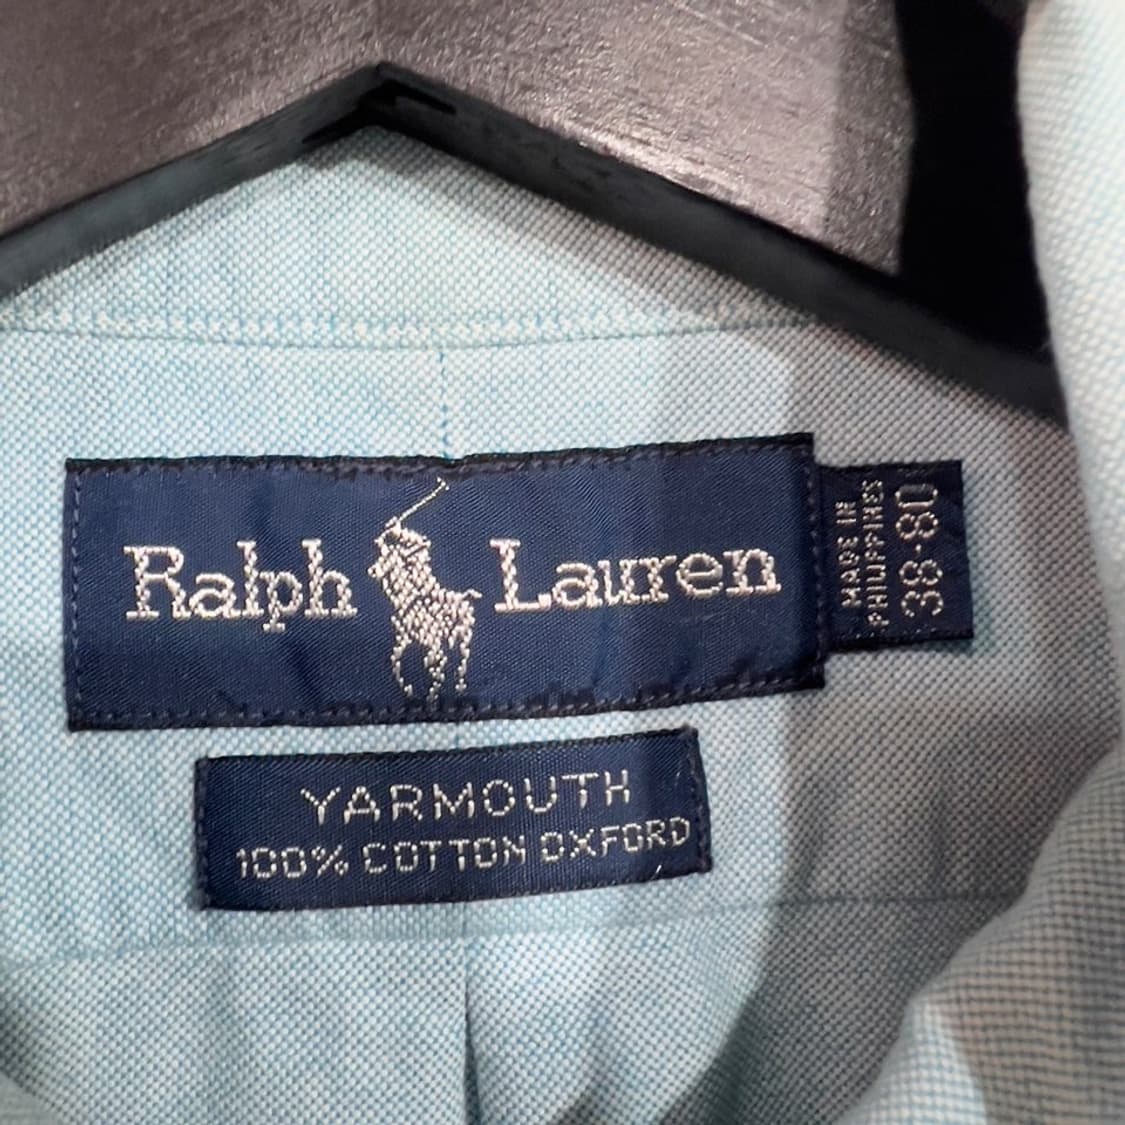 Ralph Lauren
MADE IN
PHILIPPINES
38·80
YARMOUTH
100% COTTON OXFORD